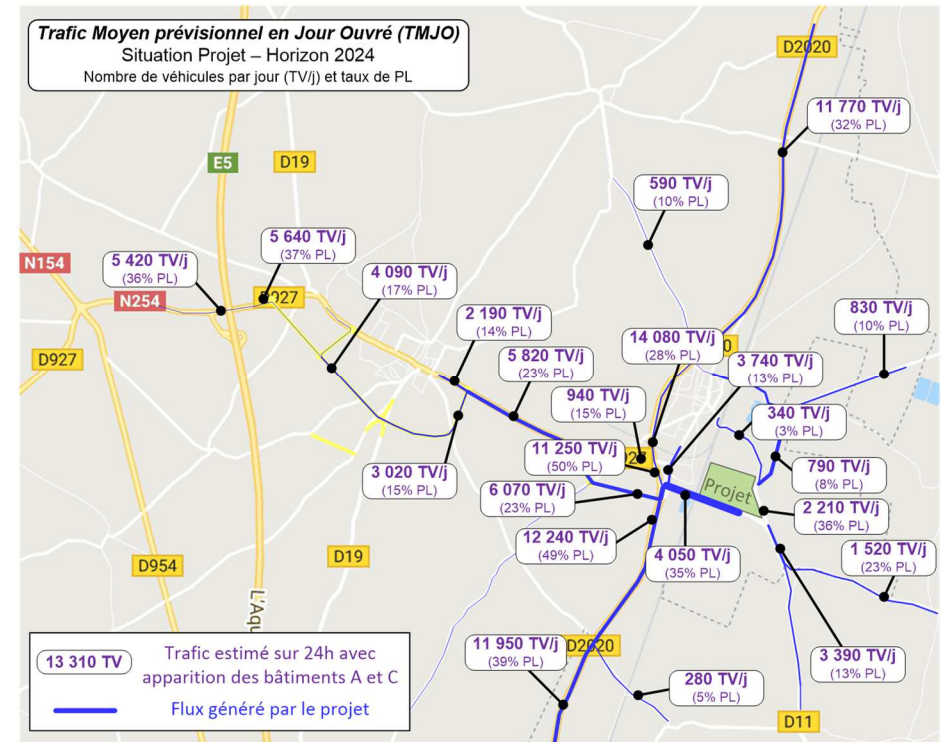 Trafic Moyen prévisionnel en Jour Ouvré (TMJO)
Situation Projet – Horizon 2024
Nombre de véhicules par jour (TV/j) et taux de PL
D2020
11 770 TV/j
(32% PL)
E5
D19
590 TV/j
(10% PL)
5 640 TV/j
(37% PL)
5 420 TV/j
(36% PL)
N154
4 090 TV/j
(17% PL)
N254
D927
2 190 TV/j
(14% PL)
830 TV/j
(10% PL)
14 080 TV/j
(28% PL)
0
D927
5 820 TV/j
(23% PL)
3 740 TV/j
(13% PL)
940 TV/j
(15% PL)
340 TV/j
(3% PL)
11 250 TV/j
(50% PL)
927
3 020 TV/j
(15% PL)
790 TV/j
(8% PL)
Projet
6 070 TV/j
(23% PL)
2 210 TV/j
(36% PL)
12 240 TV/j
(49% PL)
4 050 TV/j
(35% PL)
1 520 TV/j
(23% PL)
D954
D19
L'Aqu
11 950 TV/j
(39% PL)
D2020
3 390 TV/j
(13% PL)
280 TV/j
(5% PL)
D11
13 310 TV
Trafic estimé sur 24h avec
apparition des bâtiments A et C
Flux généré par le projet